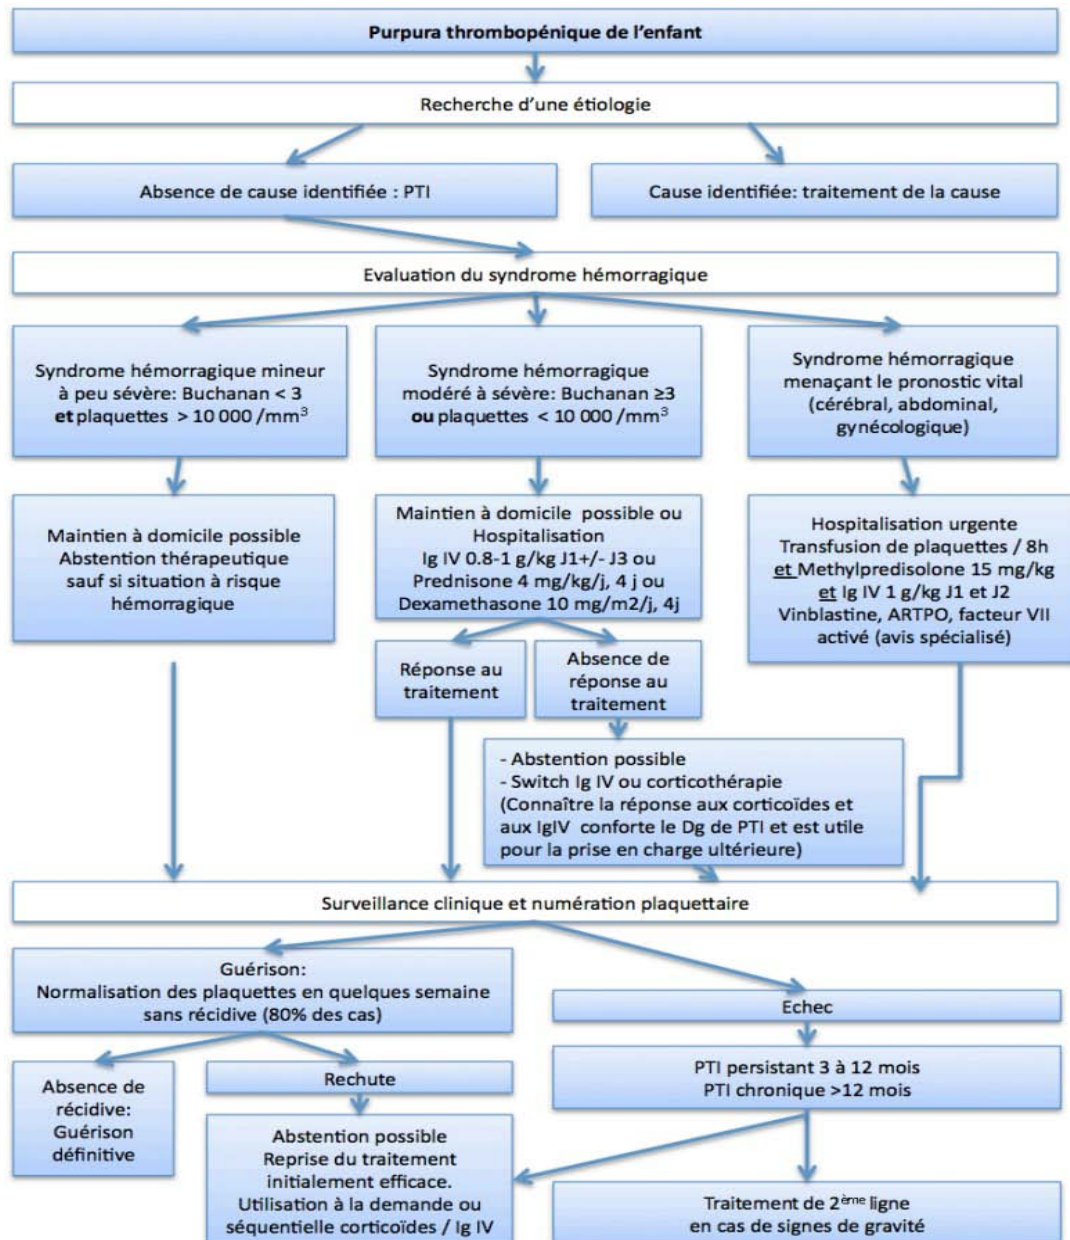 Purpura thrombopénique de l'enfant
Recherche d'une étiologie
Absence de cause identifiée : PTI
Cause identifiée: traitement de la cause
Evaluation du syndrome hémorragique
Syndrome hémorragique mineur
à peu sévère: Buchanan < 3
et plaquettes > 10 000 /mm³
Syndrome hémorragique
modéré à sévère: Buchanan ≥3
ou plaquettes < 10 000 /mm³
Syndrome hémorragique
menaçant le pronostic vital
(cérébral, abdominal,
gynécologique)
Maintien à domicile possible
Abstention thérapeutique
sauf si situation à risque
hémorragique
Maintien à domicile possible ou
Hospitalisation
Ig IV 0.8-1 g/kg J1+/- J3 ou
Prednisone 4 mg/kg/j, 4 j ou
Dexamethasone 10 mg/m2/j, 4j
Hospitalisation urgente
Transfusion de plaquettes / 8h
et Methylpredisolone 15 mg/kg
et Ig IV 1 g/kg J1 et J2
Vinblastine, ARTPO, facteur VII
activé (avis spécialisé)
Réponse au
traitement
Absence de
réponse au
traitement
- Abstention possible
- Switch Ig IV ou corticothérapie
(Connaître la réponse aux corticoïdes et
aux IgIV conforte le Dg de PTI et est utile
pour la prise en charge ultérieure)
Surveillance clinique et numération plaquettaire
Guérison:
Normalisation des plaquettes en quelques semaine
sans récidive (80% des cas)
Echec
Absence de
récidive:
Guérison
définitive
Rechute
PTI persistant 3 à 12 mois
PTI chronique >12 mois
Abstention possible
Reprise du traitement
initialement efficace.
Utilisation à la demande ou
séquentielle corticoïdes / Ig IV
Traitement de 2ème ligne
en cas de signes de gravité